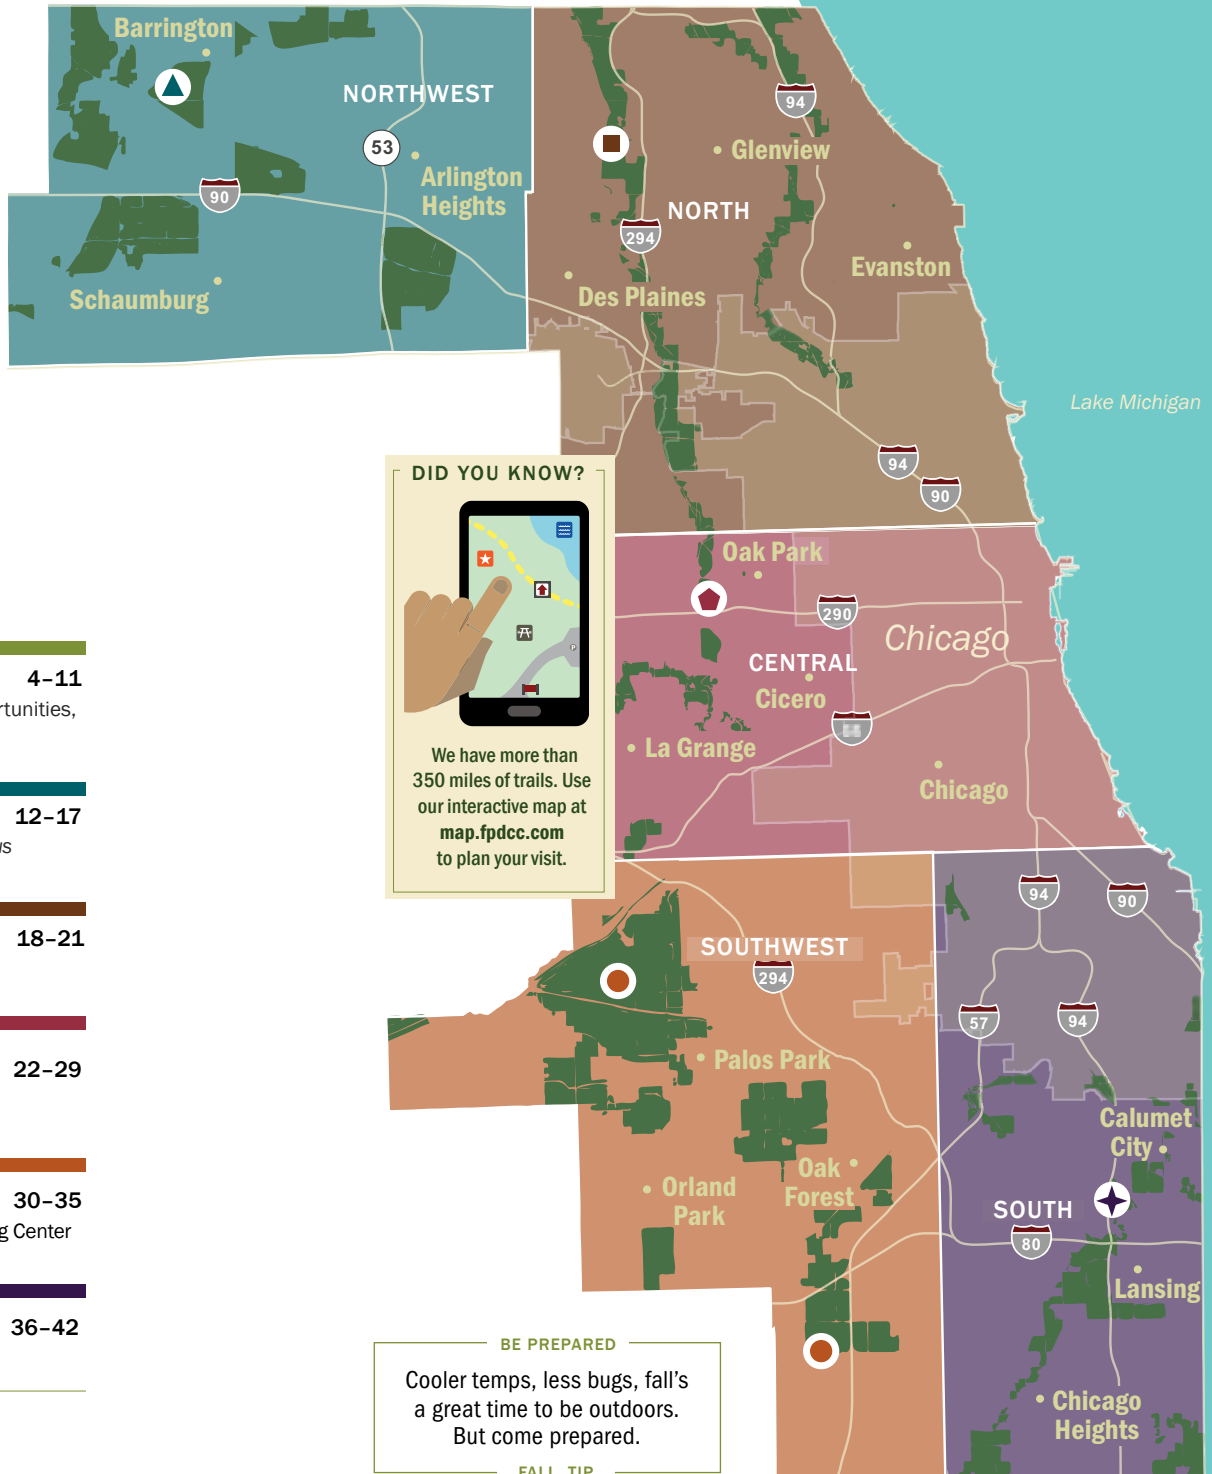 Barrington
NORTHWEST
53
Arlington
Heights
90
Schaumburg
94
Glenview
NORTH
294
Evanston
Des Plaines
Lake Michigan
94
90
DID YOU KNOW?
P
We have more than
350 miles of trails. Use
our interactive map at
map.fpdcc.com
to plan your visit.
Oak Park
290
Chicago
CENTRAL
Cicero
La Grange
Chicago
4–11
rtunities,
12–17
18–21
22–29
30–35
g Center
36–42
94
90
SOUTHWEST
294
57
94
Palos Park
Calumet
City
Oak
Forest
Orland
Park
SOUTH
80
Lansing
Chicago
Heights
BE PREPARED
Cooler temps, less bugs, fall’s
a great time to be outdoors.
But come prepared.
FALL TIP